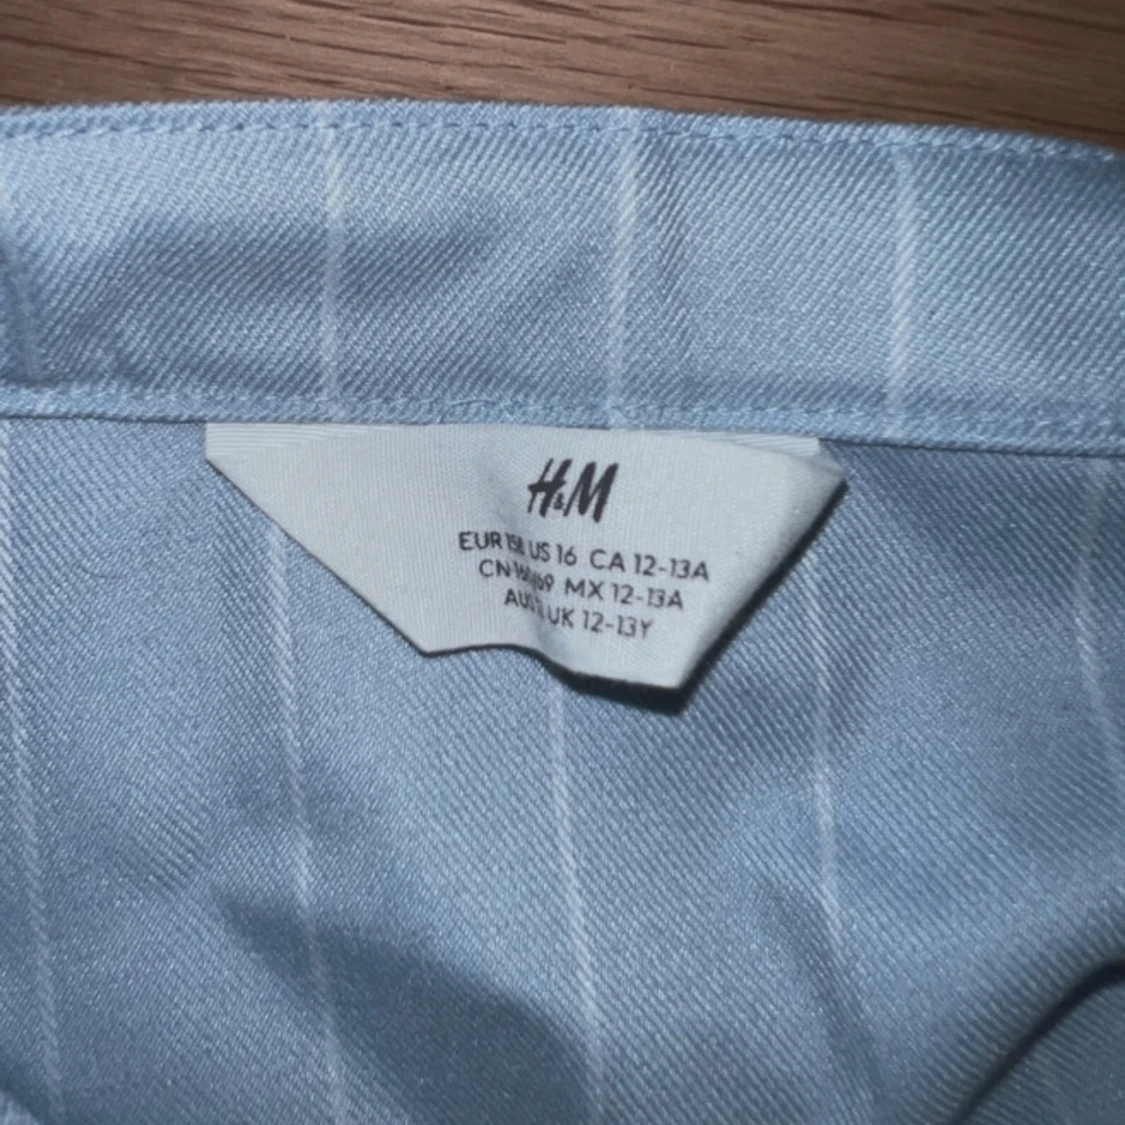 H&M
EUR 158 US 16 CA 12-13A
MX 12-13A
UK 12-13Y